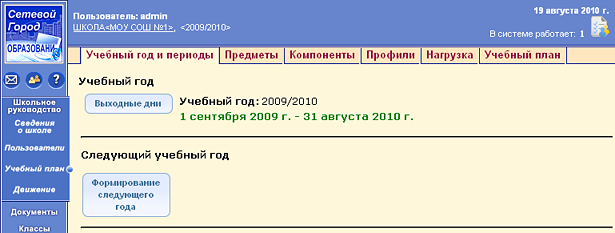 Сетевой
Город
ОБРАЗОВАНИ
Пользователь: admin
ШКОЛА«МОУ СОШ №1», <2009/2010>
19 августа 2010 г.
В системе работает: 1
Учебный год и периоды Предметы Компоненты Профили Нагрузка Учебный план
Школьное
руководство
Сведения
о школе
Пользователи
Учебный план
Движение
Документы
Классы
Учебный год
Выходные дни
Учебный год: 2009/2010
1 сентября 2009 г. - 31 августа 2010 г.
Следующий учебный год
Формирование
следующего
года